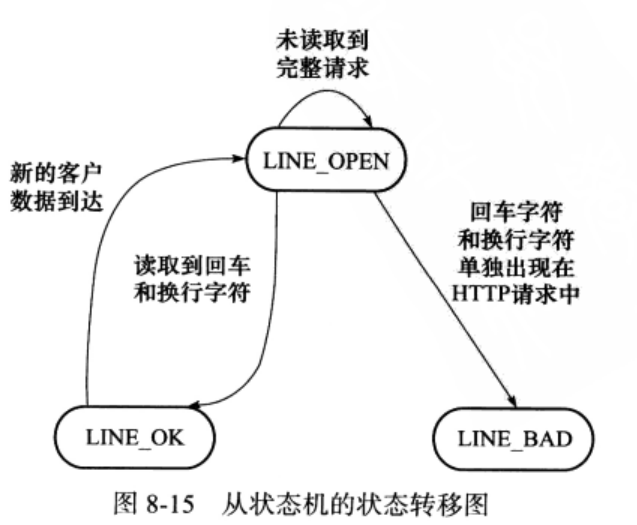 未读取到
完整请求
LINE_OPEN
新的客户
数据到达
读取到回车
和换行字符
回车字符
和换行字符
单独出现在
HTTP请求中
LINE_OK
LINE_BAD
图 8-15 从状态机的状态转移图